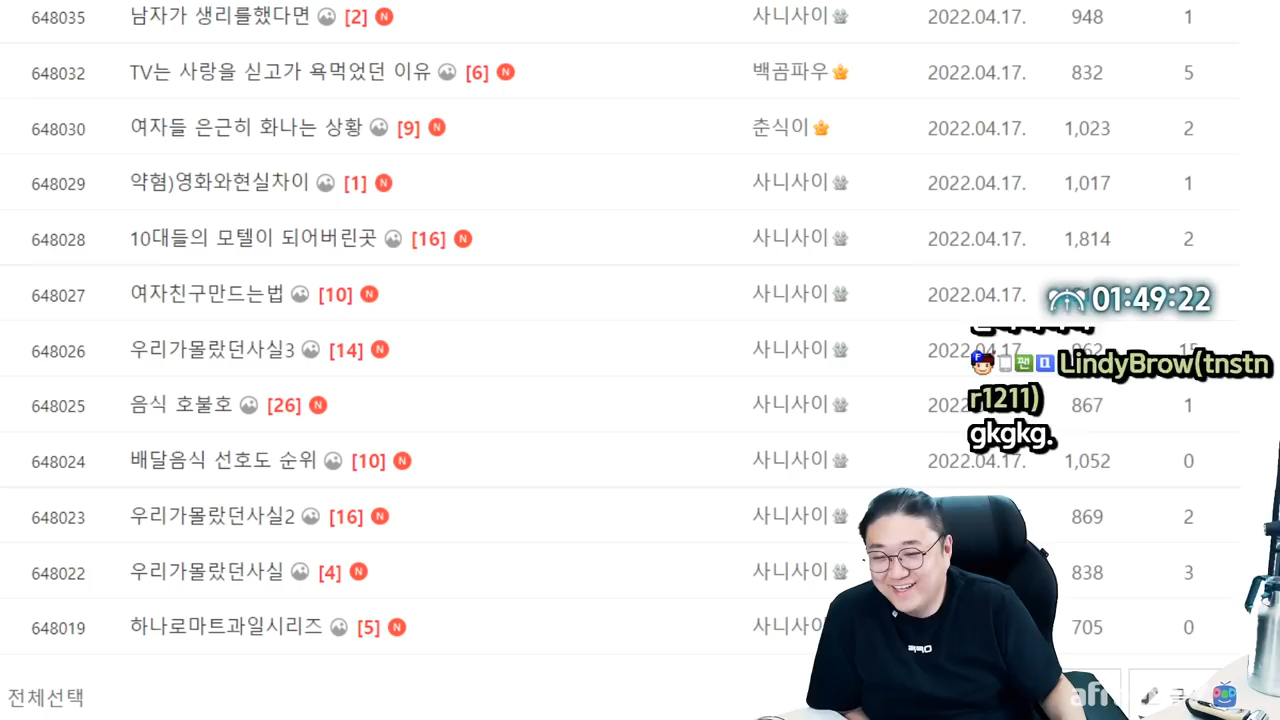 648035 남자가 생리를했다면 [2] N 사니사이 2022.04.17. 948 1
648032 TV는 사랑을 싣고가 욕먹었던 이유 [6] N 백곰파우 2022.04.17. 832 5
648030 여자들 은근히 화나는 상황 [9] N 춘식이 2022.04.17. 1,023 2
648029 약혐)영화와현실차이 [1] N 사니사이 2022.04.17. 1,017 1
648028 10대들의 모텔이 되어버린곳 [16] N 사니사이 2022.04.17. 1,814 2
648027 여자친구만드는법 [10] N 사니사이 2022.04.17.
01:49:22
648026 우리가몰랐던사실3 [14] N 사니사이
F 팬 LindyBrow(tnstn
r1211)
gkgkg.
648025 음식 호불호 [26] N 사니사이 867 1
648024 배달음식 선호도 순위 [10] N 사니사이 2022.04.17. 1,052 0
648023 우리가몰랐던사실2 [16] N 사니사이 869 2
648022 우리가몰랐던사실 [4] N 사니사이 838 3
648019 하나로마트과일시리즈 [5] N 사니사이 705 0
전체선택